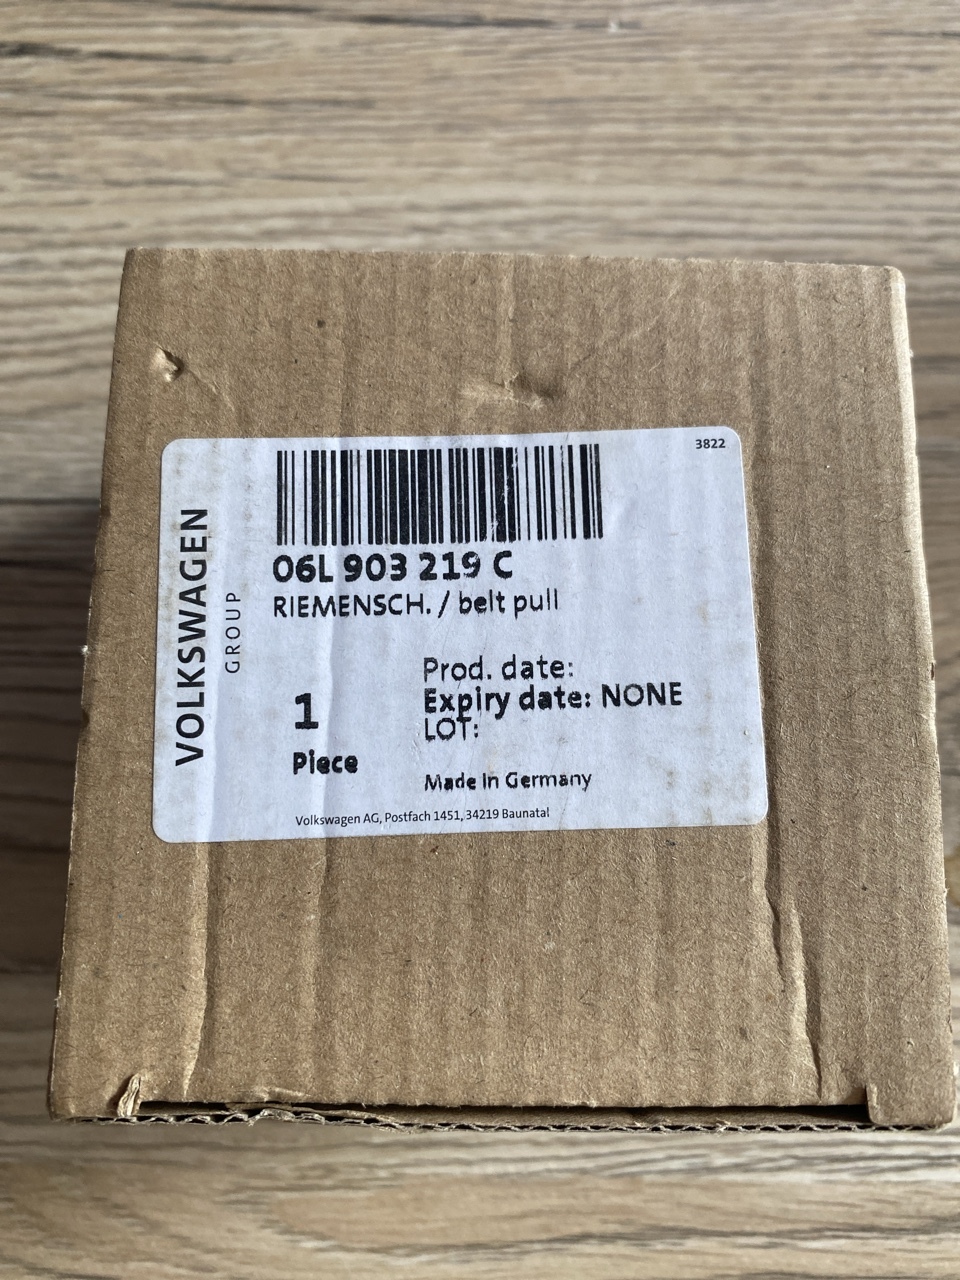 3822
VOLKSWAGEN
GROUP
06L 903 219 C
RIEMENSCH. / belt pull
Prod. date:
Expiry date: NONE
LOT:
1
Piece
Made in Germany
Volkswagen AG, Postfach 1451, 34219 Baunatal